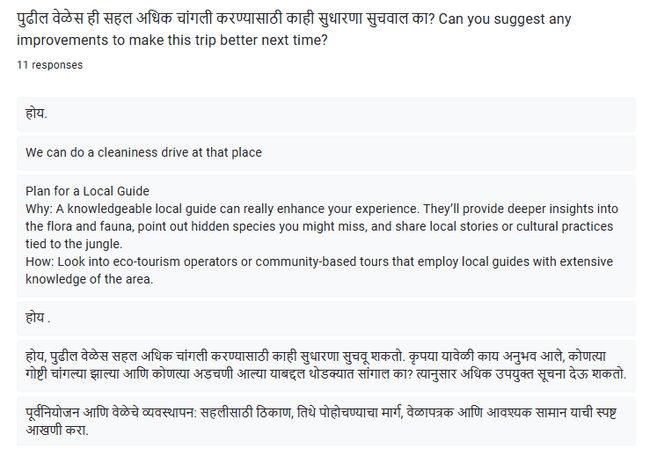 पुढील वेळेस ही सहल अधिक चांगली करण्यासाठी काही सुधारणा सुचवाल का? Can you suggest any
improvements to make this trip better next time?
11 responses
होय.
We can do a cleaniness drive at that place
Plan for a Local Guide
Why: A knowledgeable local guide can really enhance your experience. They'll provide deeper insights into
the flora and fauna, point out hidden species you might miss, and share local stories or cultural practices
tied to the jungle.
How: Look into eco-tourism operators or community-based tours that employ local guides with extensive
knowledge of the area.
होय .
होय, पुढील वेळेस सहल अधिक चांगली करण्यासाठी काही सुधारणा सुचवू शकतो. कृपया यावेळी काय अनुभव आले, कोणत्या
गोष्टी चांगल्या झाल्या आणि कोणत्या अडचणी आल्या याबद्दल थोडक्यात सांगाल का? त्यानुसार अधिक उपयुक्त सूचना देऊ शकतो.
पूर्वनियोजन आणि वेळेचे व्यवस्थापन: सहलीसाठी ठिकाण, तिथे पोहोचण्याचा मार्ग, वेळापत्रक आणि आवश्यक सामान याची स्पष्ट
आखणी करा.